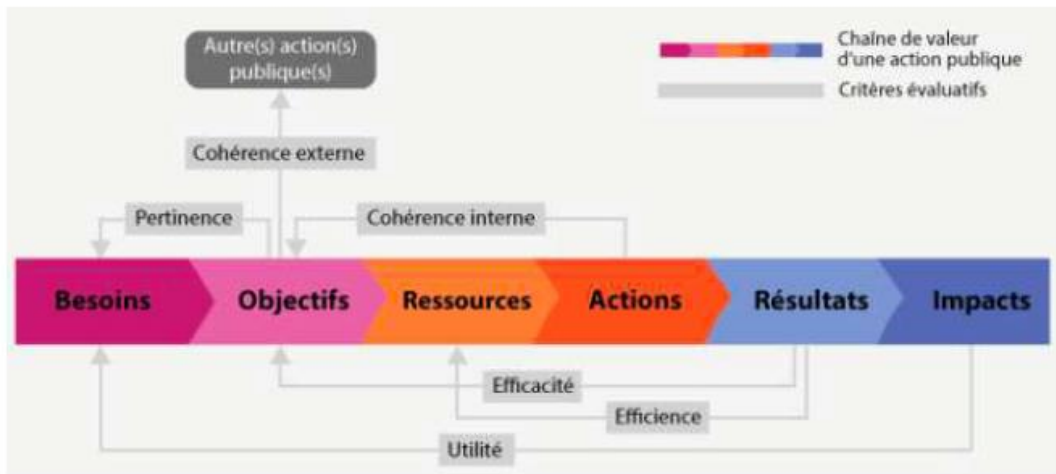 Autre(s) action(s)
publique(s)
Chaîne de valeur
d'une action publique
Critères évaluatifs
Cohérence externe
Pertinence
Cohérence interne
Besoins
Objectifs
Ressources
Actions
Résultats
Impacts
Efficacité
Efficience
Utilité